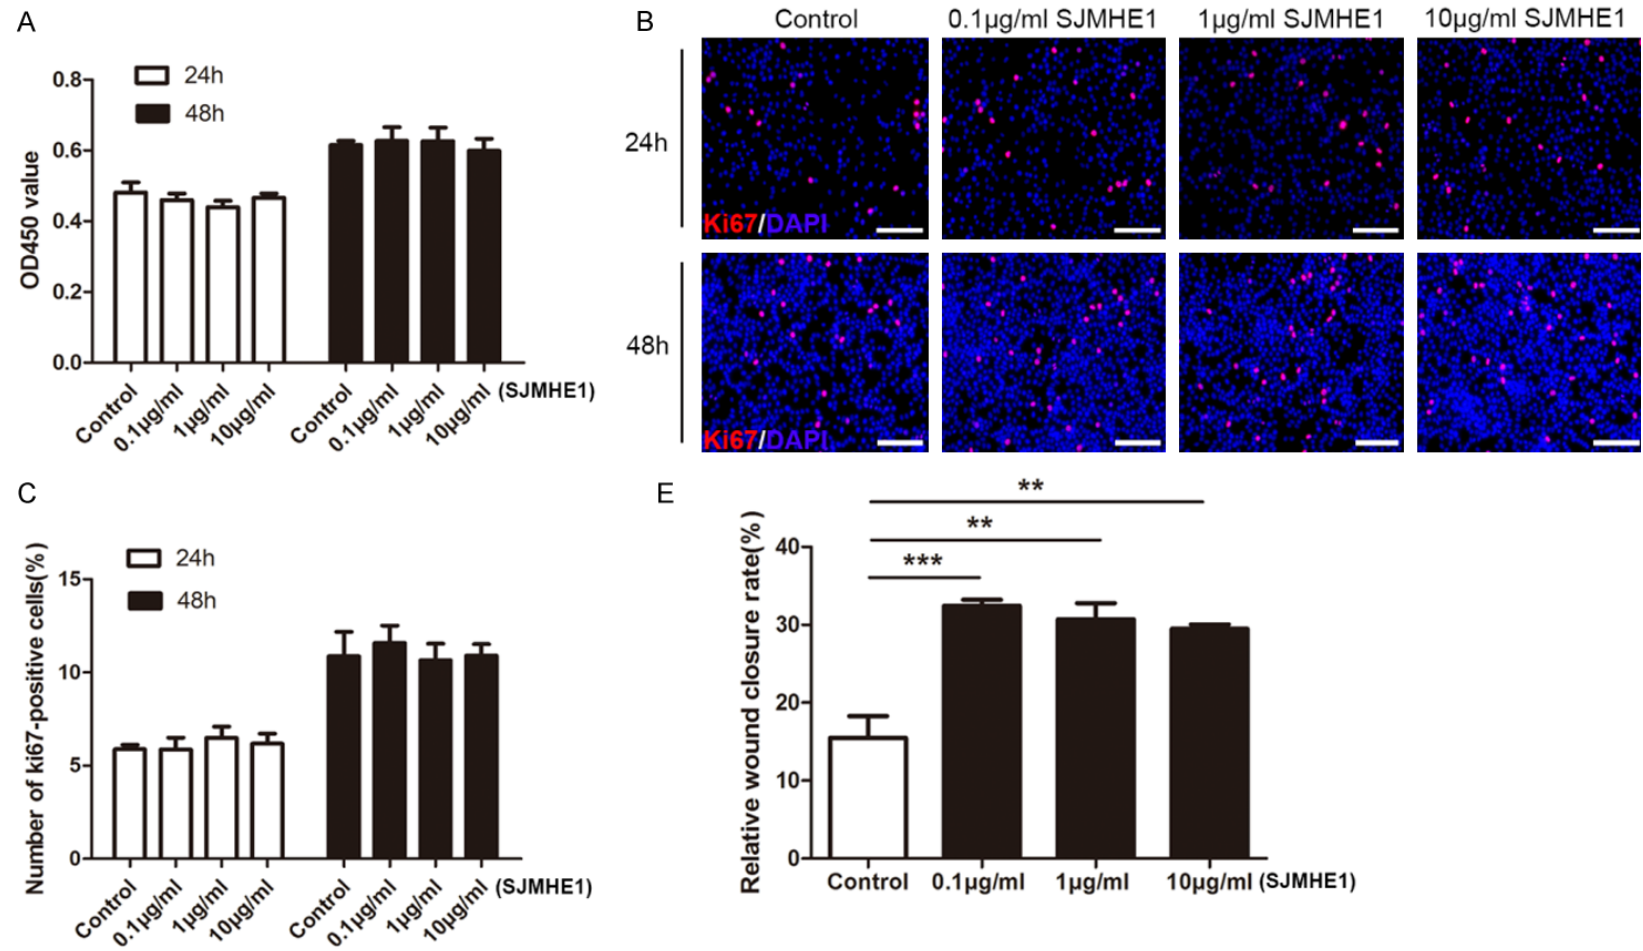 A
0.8
0.6
0.4
0.2
0.0
OD450 value
24h
48h
Control
0.1µg/ml
1µg/ml
10µg/ml
Control
0.1µg/ml
1µg/ml
10µg/ml
(SJMHE1)
B
Control
0.1µg/ml SJMHE1
1µg/ml SJMHE1
10µg/ml SJMHE1
24h
Ki67/DAPI
48h
Ki67/DAPI
C
15
10
5
0
Number of ki67-positive cells(%)
24h
48h
Control
0.1µg/ml
1µg/ml
10µg/ml
Control
0.1µg/ml
1µg/ml
10µg/ml
(SJMHE1)
E
**
**
***
40
30
20
10
0
Relative wound closure rate(%)
Control
0.1µg/ml
1µg/ml
10µg/ml (SJMHE1)